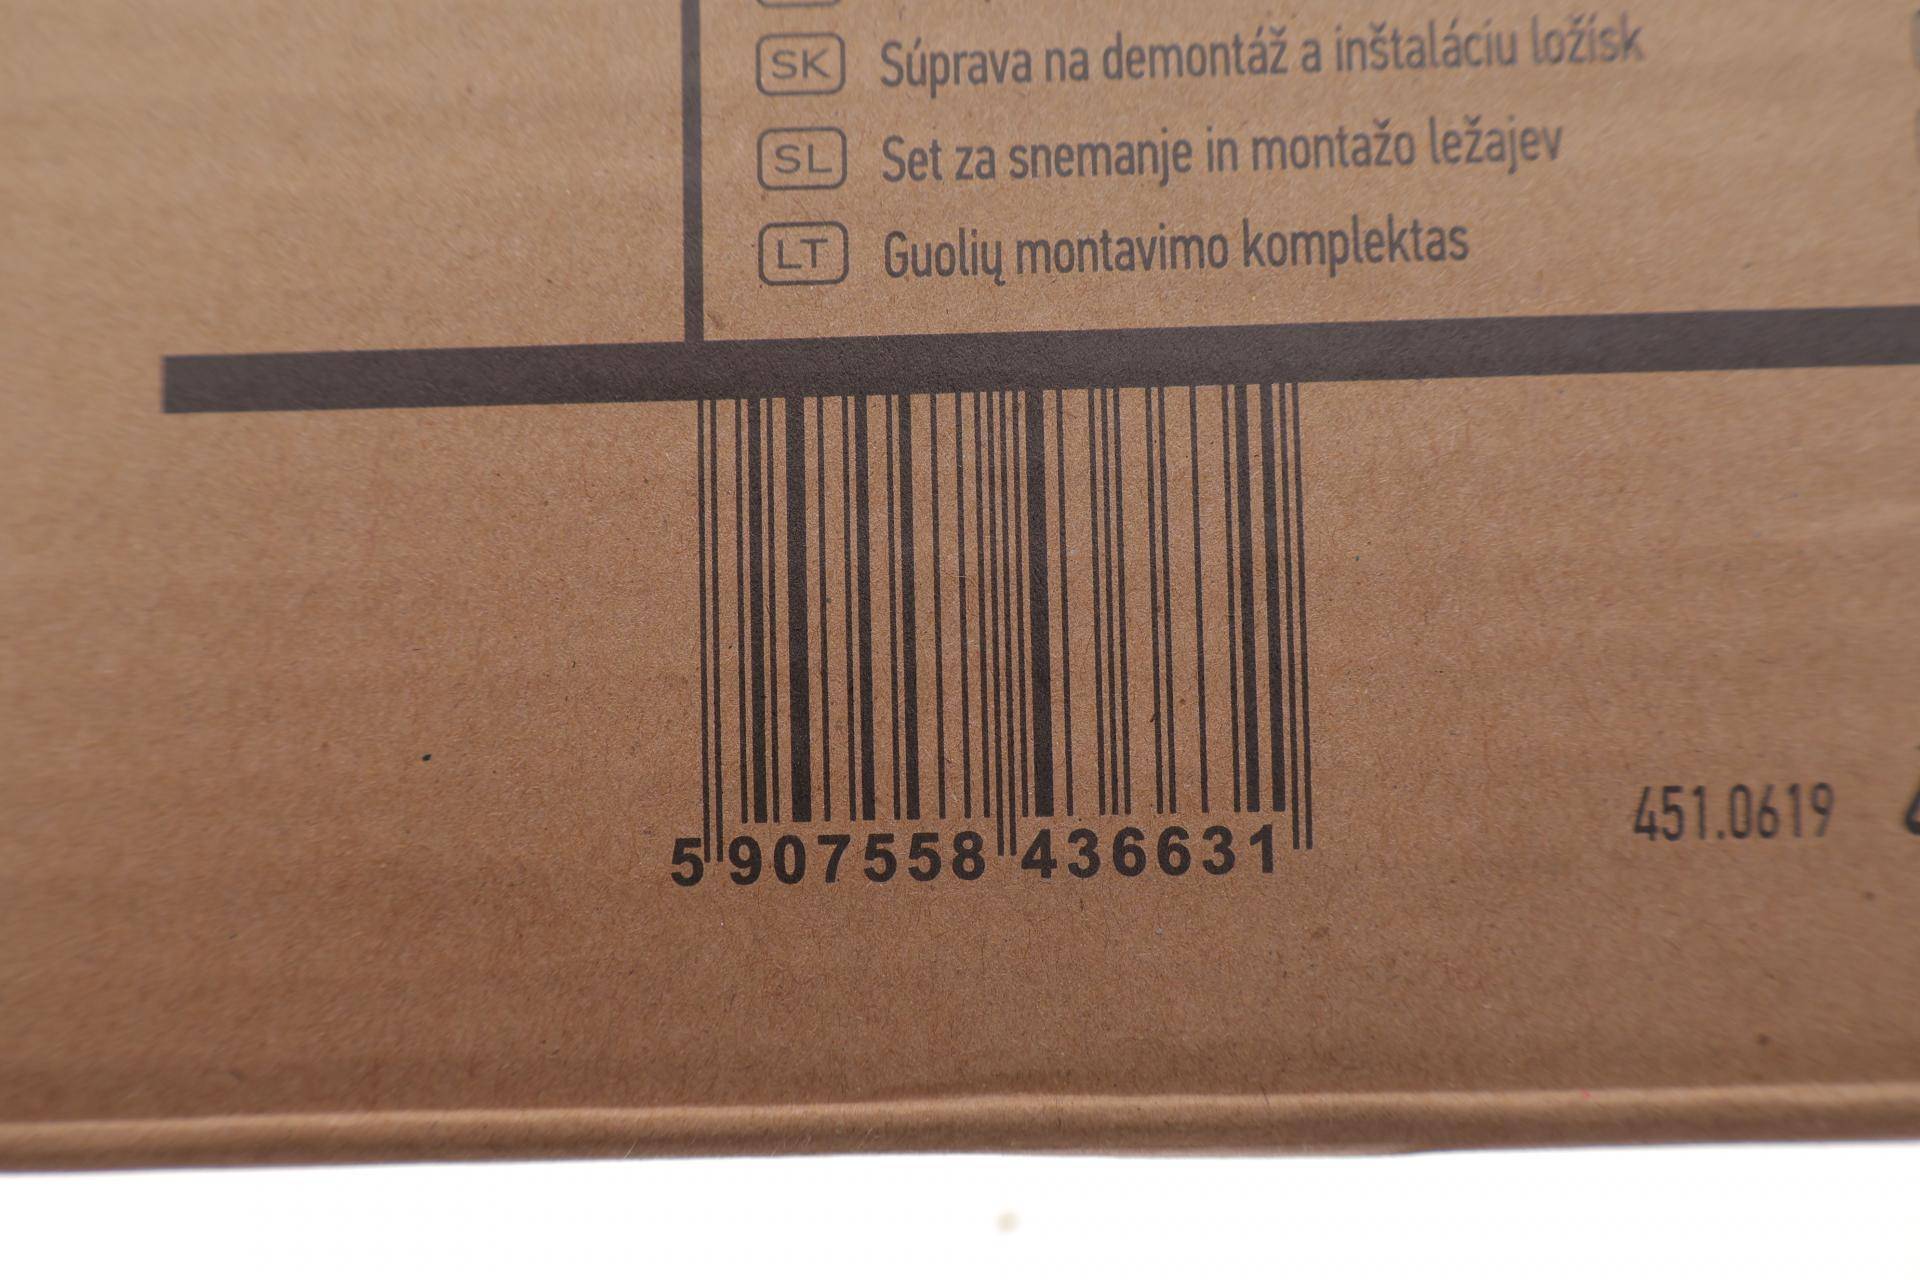 SK Súprava na demontáž a inštaláciu ložísk
SL Set za snemanje in montažo ležajev
LT Guolių montavimo komplektas
5 907558 436631
451.0619